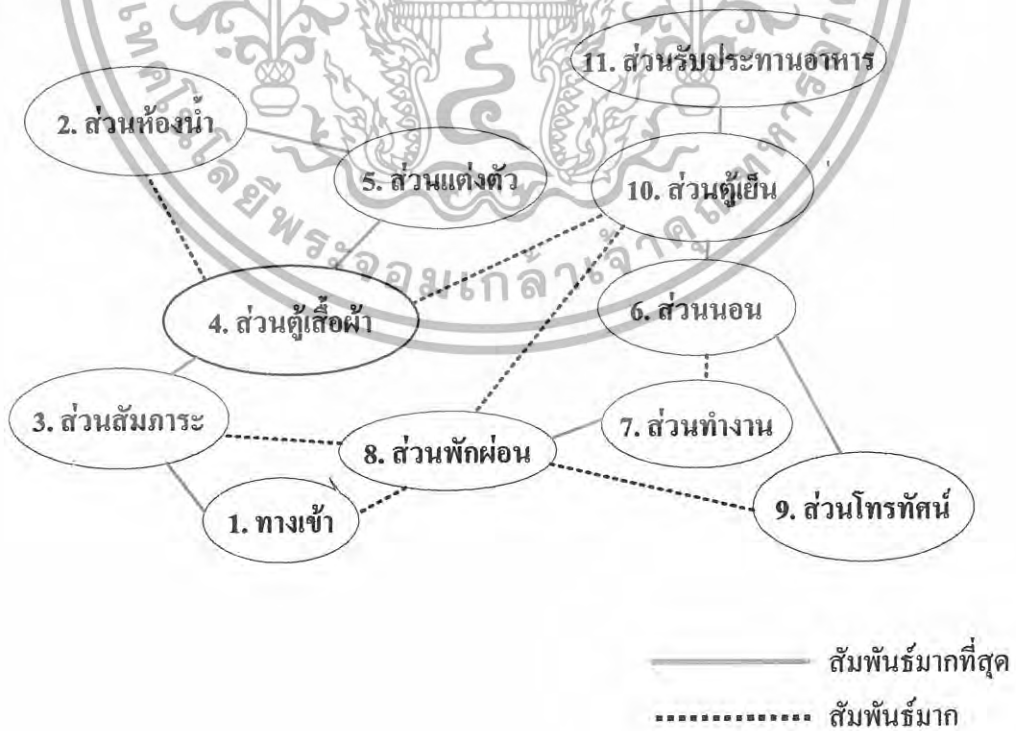 11. ส่วนรับประทานอาหาร
2. ส่วนห้องน้ำ
5. ส่วนแต่งตัว
10. ส่วนตู้เย็น
4. ส่วนตู้เสื้อผ้า
6. ส่วนนอน
3. ส่วนสัมภาระ
8. ส่วนพักผ่อน
7. ส่วนทำงาน
1. ทางเข้า
9. ส่วนโทรทัศน์
สัมพันธ์มากที่สุด
สัมพันธ์มาก